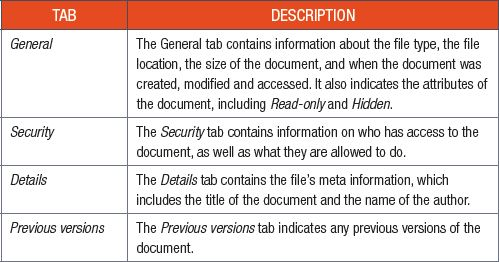 TAB DESCRIPTION
General The General tab contains information about the file type, the file
location, the size of the document, and when the document was
created, modified and accessed. It also indicates the attributes of
the document, including Read-only and Hidden.
Security The Security tab contains information on who has access to the
document, as well as what they are allowed to do.
Details The Details tab contains the file's meta information, which
includes the title of the document and the name of the author.
Previous versions The Previous versions tab indicates any previous versions of the
document.